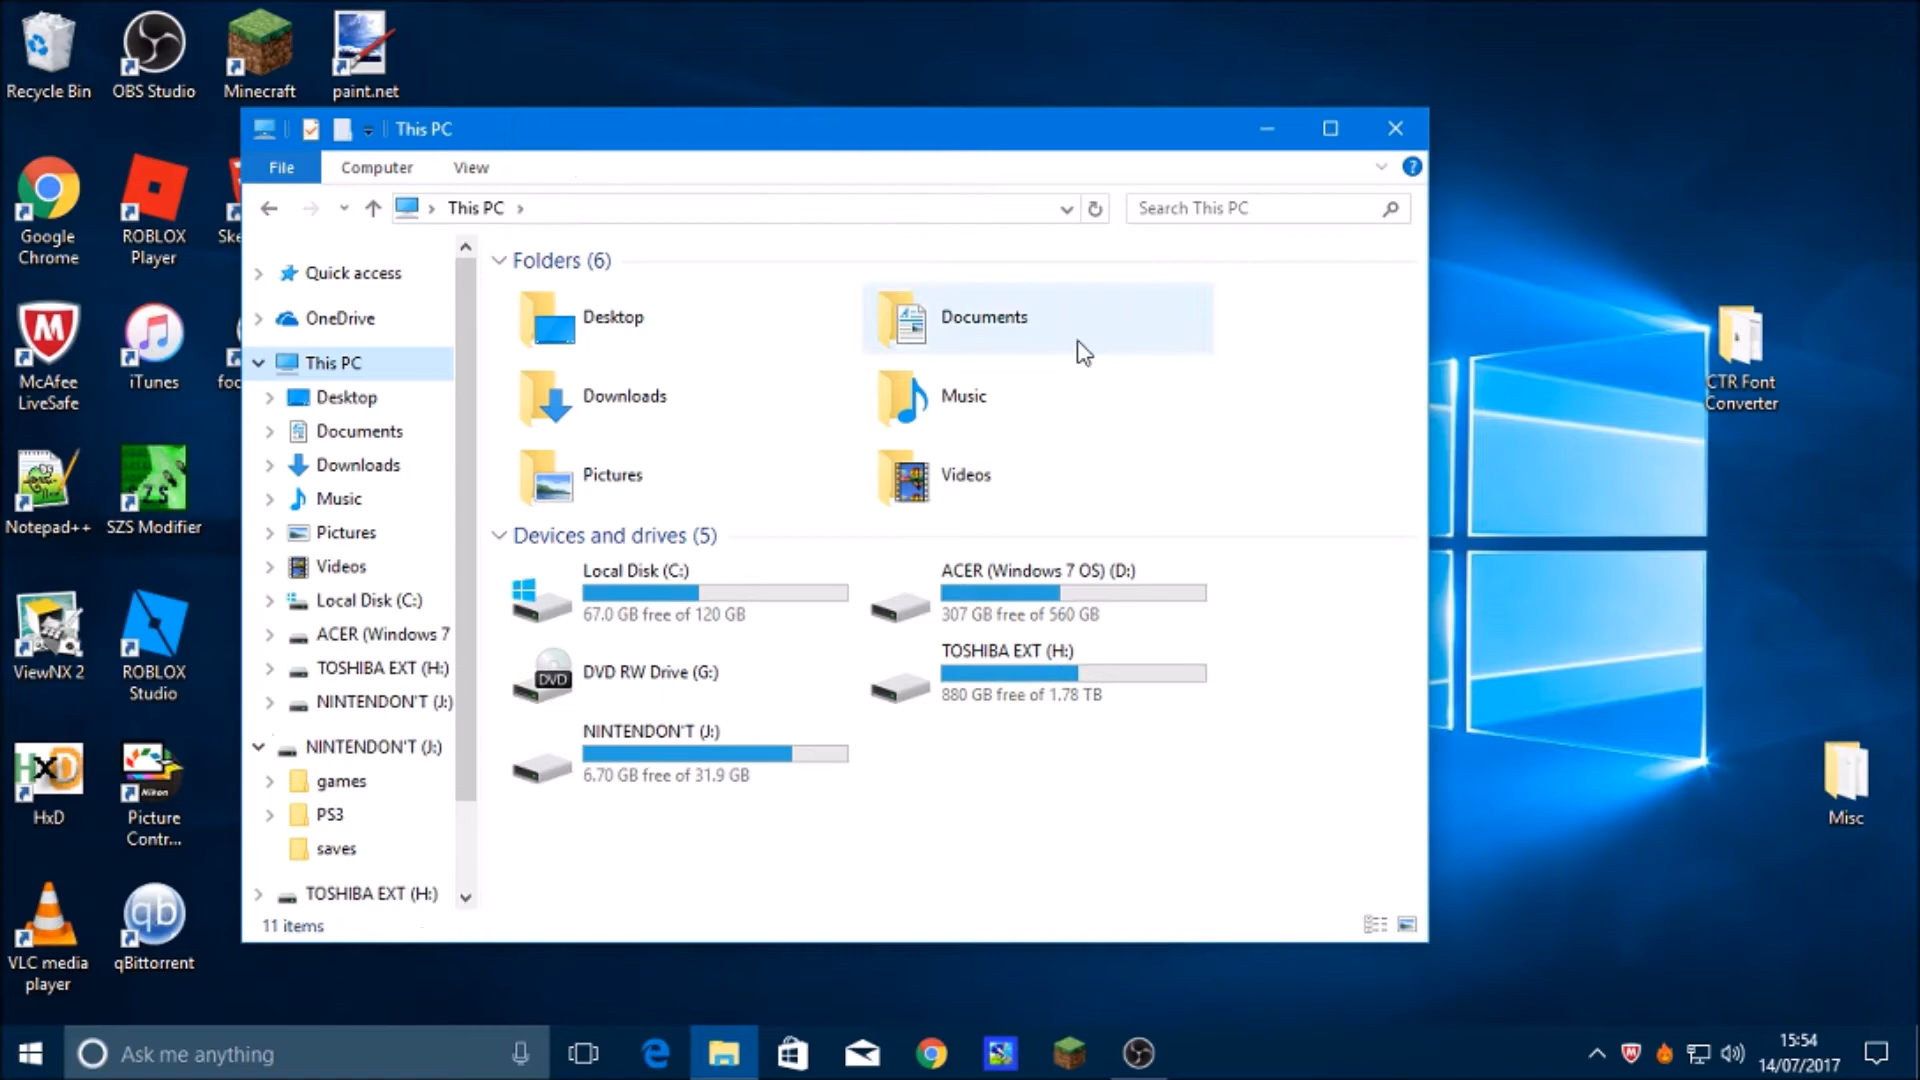 Recycle Bin
OBS Studio
Minecraft
paint.net
This PC
File
Computer
View
This PC
Search This PC
Google
Chrome
ROBLOX
Player
Ske
McAfee
LiveSafe
iTunes
foo
Notepad++
SZS Modifier
SZS
ViewNX 2
ROBLOX
Studio
HxD
HxD
Nikon
Picture
Contr...
VLC media
player
qb
qBittorrent
Quick access
OneDrive
This PC
Desktop
Documents
Downloads
Music
Pictures
Videos
Local Disk (C:)
ACER (Windows 7
TOSHIBA EXT (H:)
NINTENDON'T (J:)
NINTENDON'T (J:)
games
PS3
saves
TOSHIBA EXT (H:)
11 items
Folders (6)
Desktop
Documents
Downloads
Music
Pictures
Videos
Devices and drives (5)
Local Disk (C:)
67.0 GB free of 120 GB
ACER (Windows 7 OS) (D:)
307 GB free of 560 GB
DVD
DVD RW Drive (G:)
TOSHIBA EXT (H:)
880 GB free of 1.78 TB
NINTENDON'T (J:)
6.70 GB free of 31.9 GB
CTR Font
Converter
Misc
Ask me anything
15:54
14/07/2017